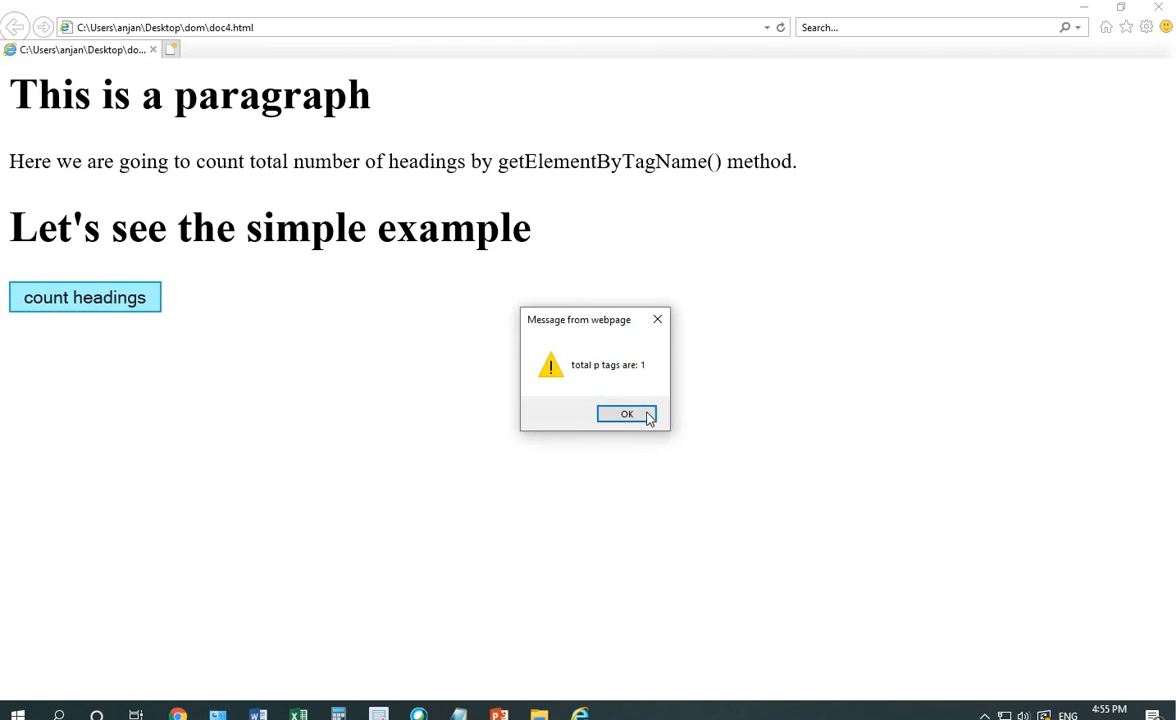 C:\Users\anjan\Desktop\dom\doc4.html
Search...
C:\Users\anjan\Desktop\do...
This is a paragraph
Here we are going to count total number of headings by getElementByTagName() method.
Let's see the simple example
count headings
Message from webpage
total p tags are: 1
OK
4:55 PM
ENG